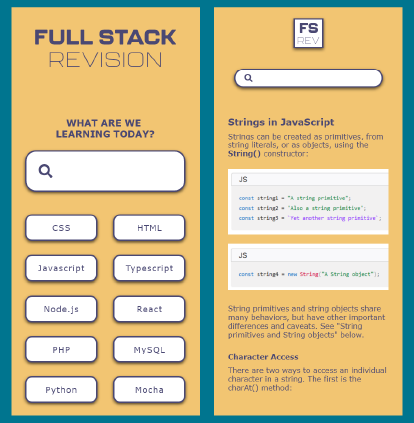 FULL STACK
REVISION
WHAT ARE WE
LEARNING TODAY?
CSS
HTML
Javascript
Typescript
Node.js
React
PHP
MySQL
Python
Mocha
FS
REV
Strings in JavaScript
Strings can be created as primitives, from
string literals, or as objects, using the
String() constructor:
JS
const string1 = "A string primitive";
const string2 = 'Also a string primitive';
const string3 = `Yet another string primitive`;
JS
const string4 = new String("A String object");
String primitives and string objects share
many behaviors, but have other important
differences and caveats. See "String
primitives and String objects" below.
Character Access
There are two ways to access an individual
character in a string. The first is the
charAt() method: